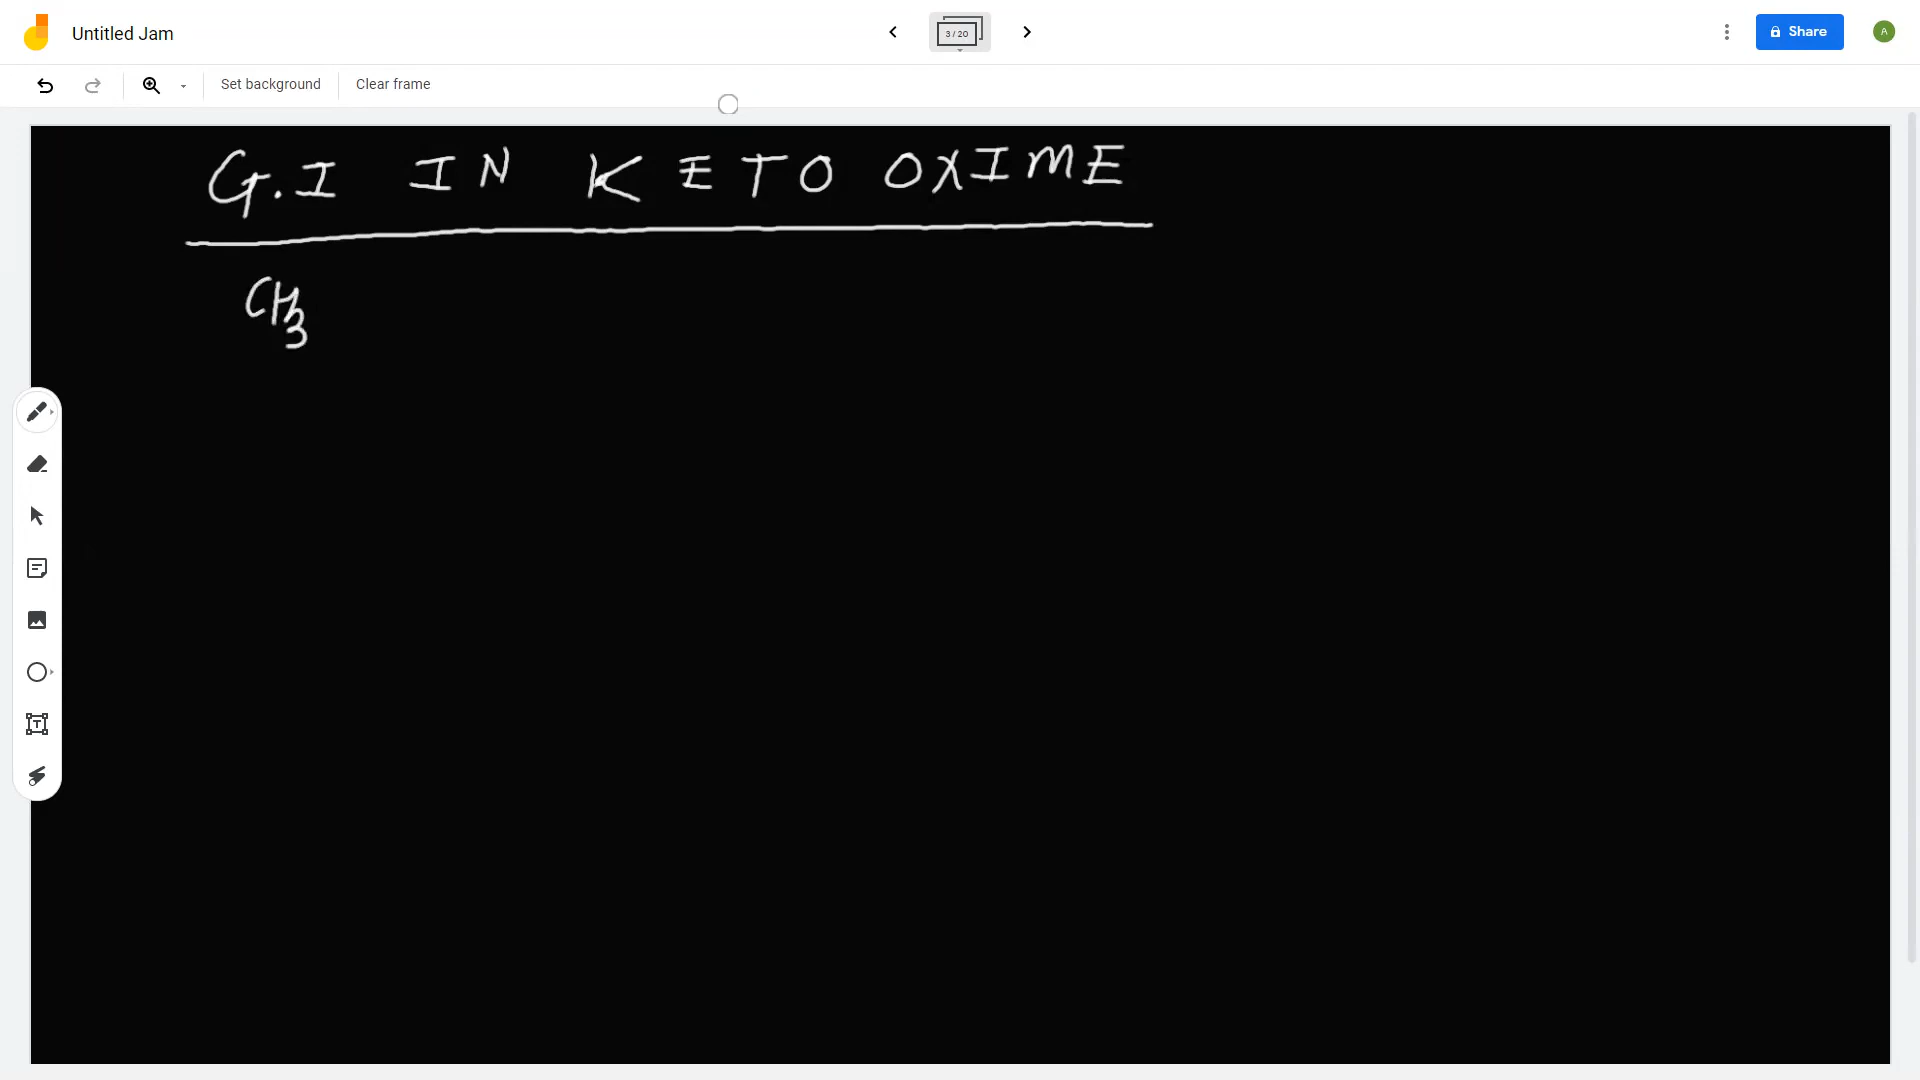 Untitled Jam
3 / 20
Share
A
Set background
Clear frame
G.I IN KETO OXIME
CH3